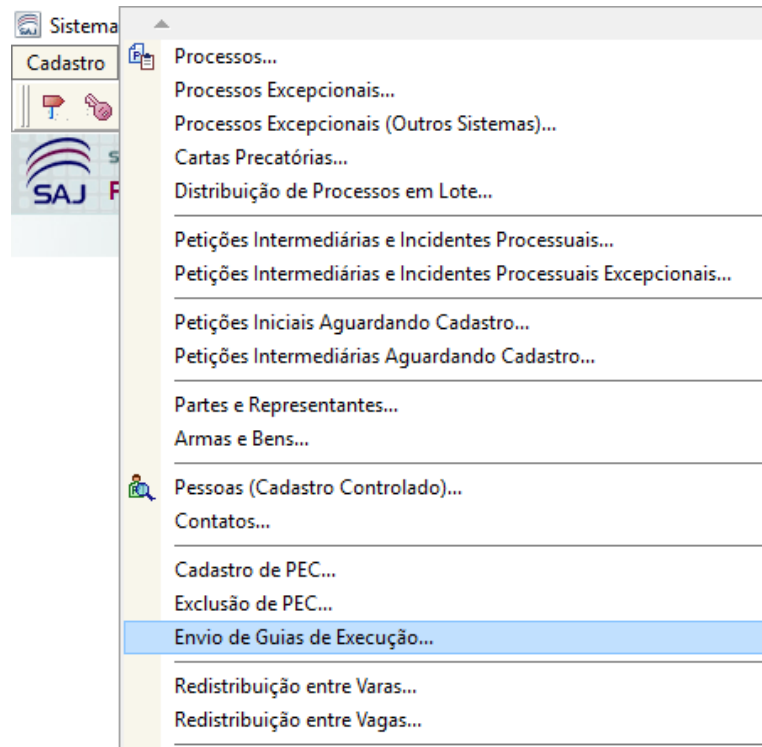 Sistema
Cadastro
SAJ
Processos...
Processos Excepcionais...
Processos Excepcionais (Outros Sistemas)...
Cartas Precatórias...
Distribuição de Processos em Lote...
Petições Intermediárias e Incidentes Processuais...
Petições Intermediárias e Incidentes Processuais Excepcionais...
Petições Iniciais Aguardando Cadastro...
Petições Intermediárias Aguardando Cadastro...
Partes e Representantes...
Armas e Bens...
Pessoas (Cadastro Controlado)...
Contatos...
Cadastro de PEC...
Exclusão de PEC...
Envio de Guias de Execução...
Redistribuição entre Varas...
Redistribuição entre Vagas...